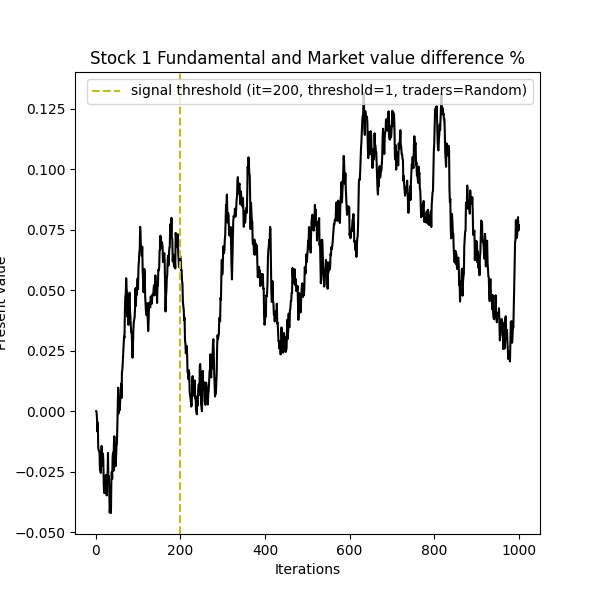 Stock 1 Fundamental and Market value difference %
signal threshold (it=200, threshold=1, traders=Random)
0.125
0.100
0.075
0.050
0.025
0.000
−0.025
−0.050
0 200 400 600 800 1000
Iterations